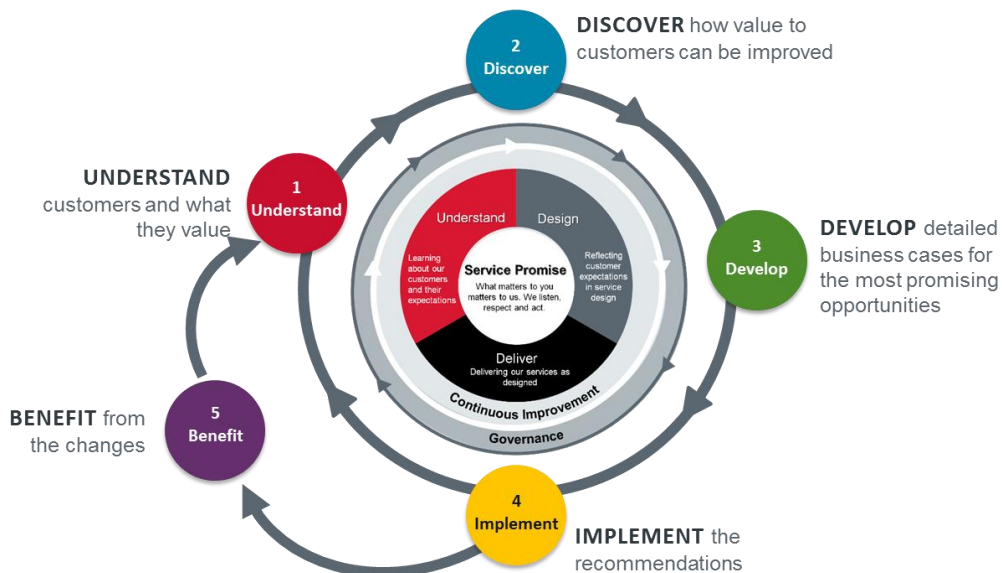 2
Discover
DISCOVER how value to
customers can be improved
1
Understand
UNDERSTAND
customers and what
they value
3
Develop
DEVELOP detailed
business cases for
the most promising
opportunities
4
Implement
IMPLEMENT the
recommendations
5
Benefit
BENEFIT from
the changes
Understand
Learning
about our
customers
and their
expectations
Design
Reflecting
customer
expectations
in service
design
Service Promise
What matters to you
matters to us. We listen,
respect and act.
Deliver
Delivering our services as
designed
Continuous Improvement
Governance